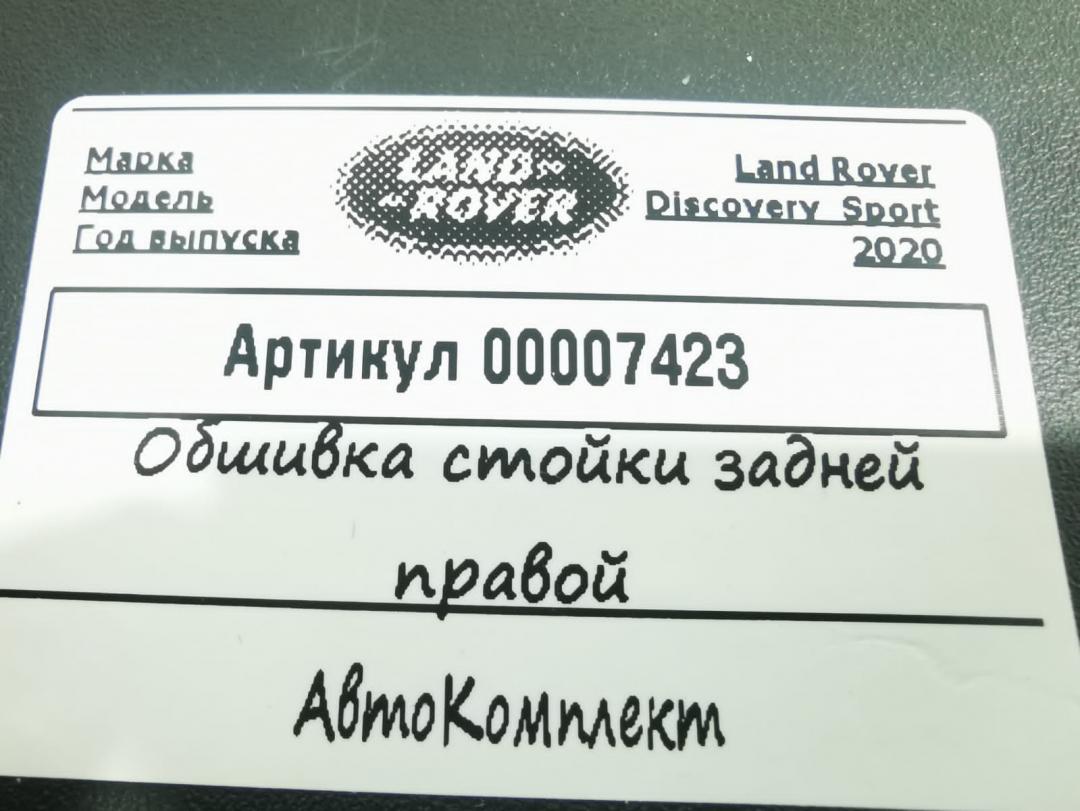 Марка
Модель
Год выпуска
LAND
ROVER
Land Rover
Discovery Sport
2020
Артикул 00007423
Обшивка стойки задней
правой
АвтоКомплект